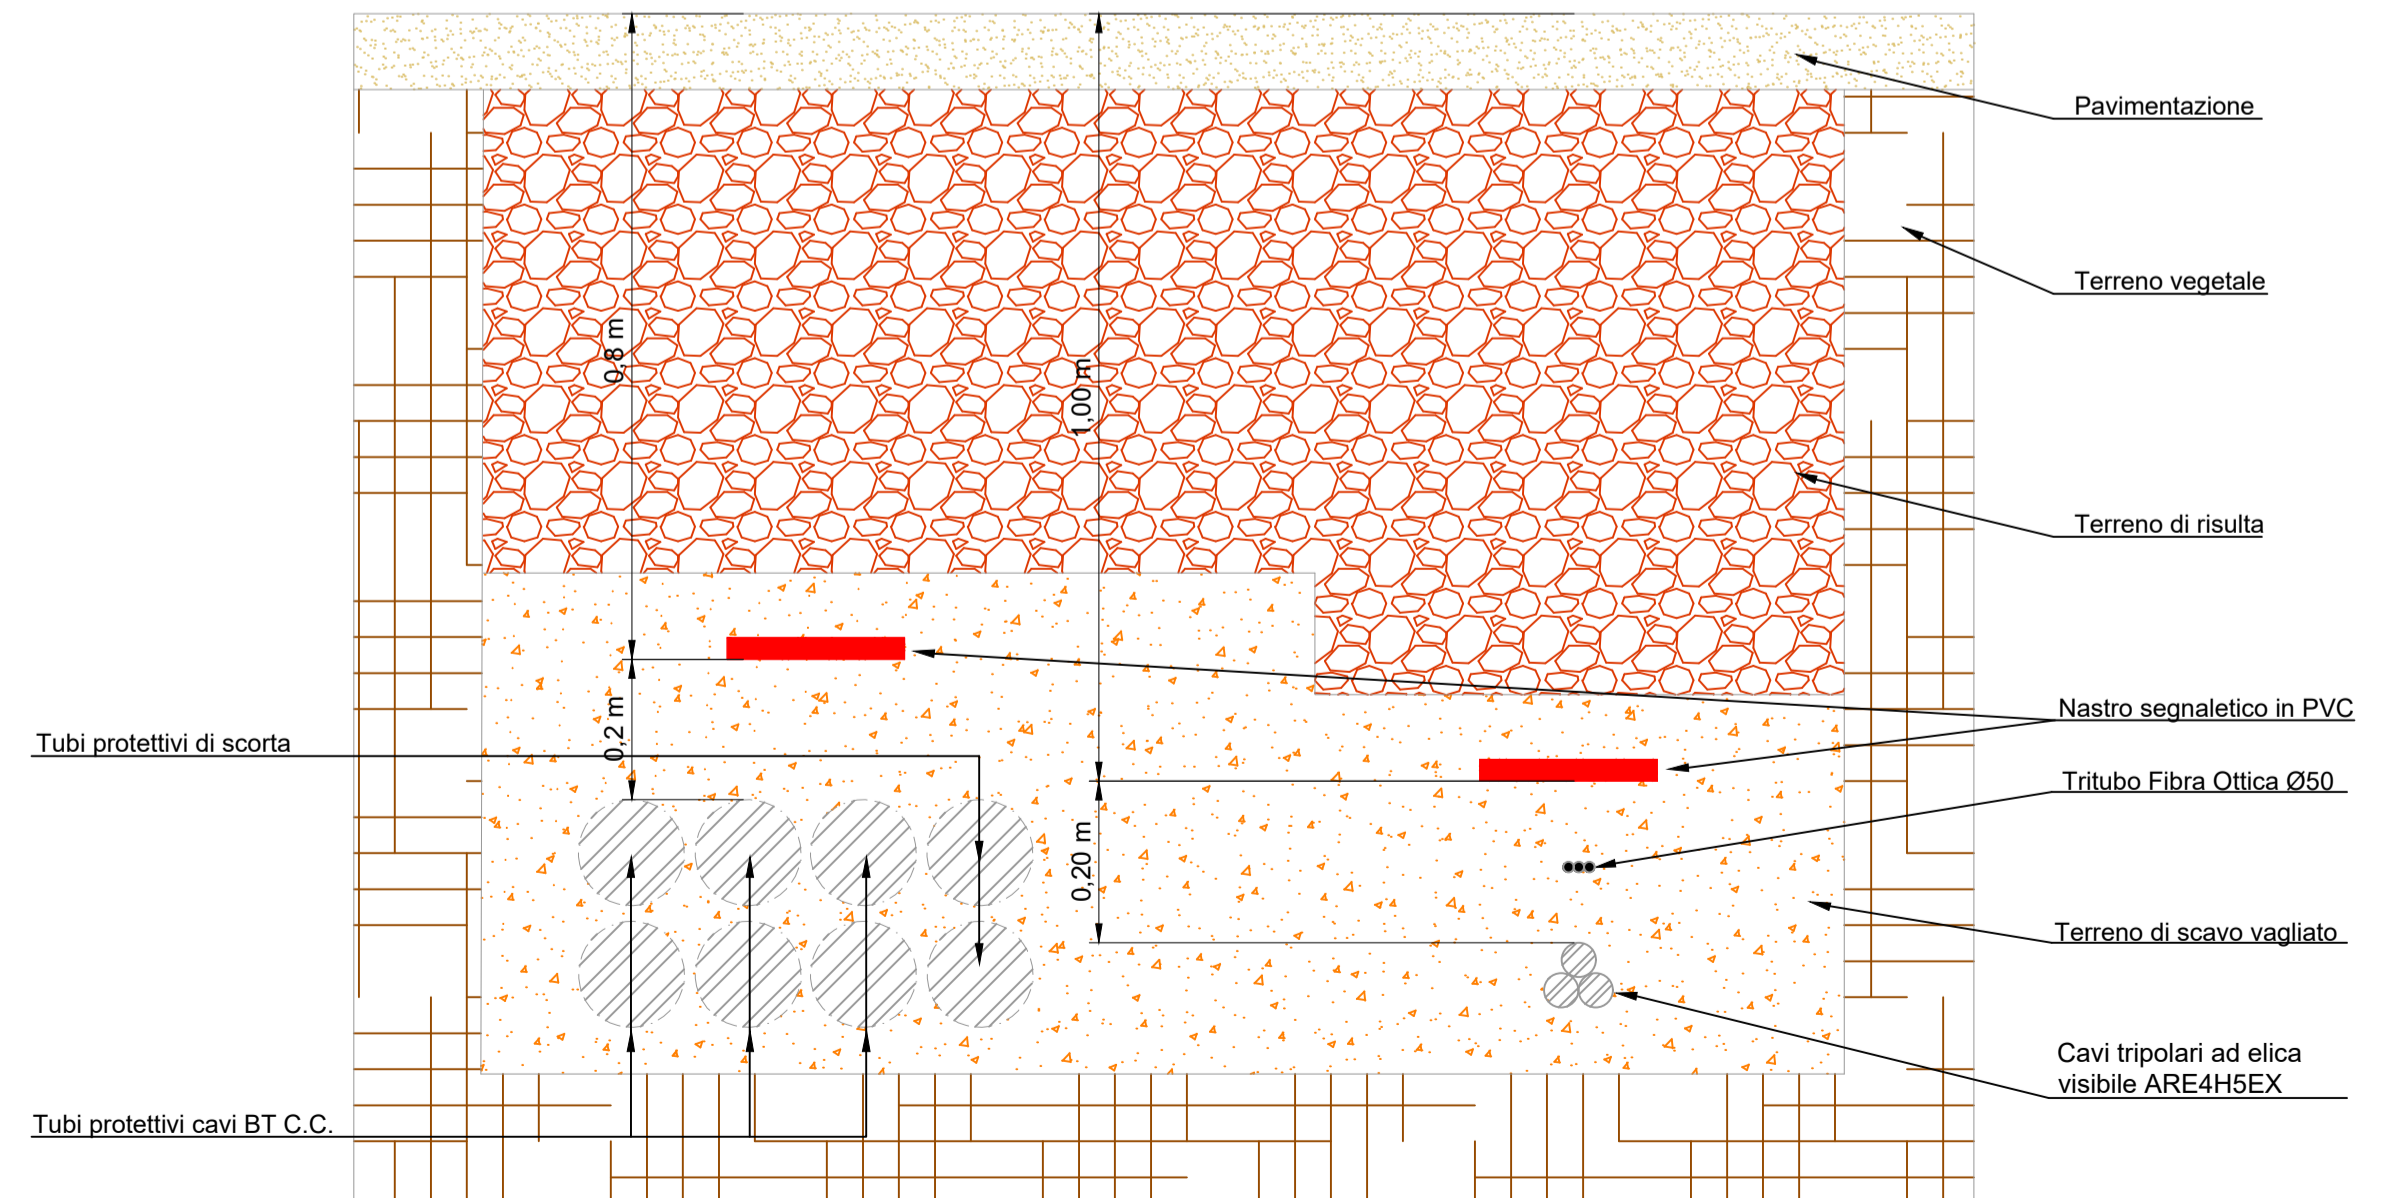 Pavimentazione
Terreno vegetale
0,8 m
1,00 m
Terreno di risulta
Nastro segnaletico in PVC
0,2 m
Tubi protettivi di scorta
Tritubo Fibra Ottica Ø50
0,20 m
Terreno di scavo vagliato
Cavi tripolari ad elica
visibile ARE4H5EX
Tubi protettivi cavi BT C.C.